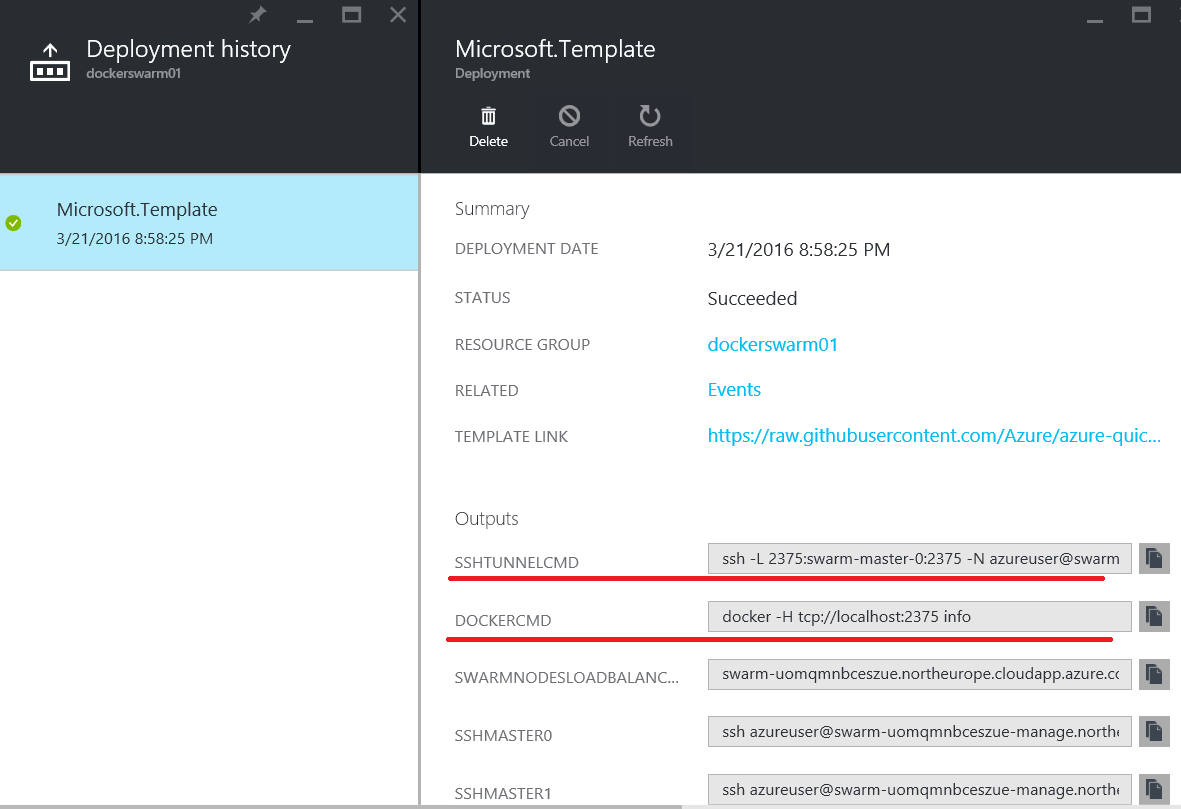 Deployment history
dockerswarm01
Microsoft.Template
3/21/2016 8:58:25 PM
Microsoft.Template
Deployment
Delete
Cancel
Refresh
Summary
DEPLOYMENT DATE
3/21/2016 8:58:25 PM
STATUS
Succeeded
RESOURCE GROUP
dockerswarm01
RELATED
Events
TEMPLATE LINK
https://raw.githubusercontent.com/Azure/azure-quic...
Outputs
SSHTUNNELCMD
ssh -L 2375:swarm-master-0:2375 -N azureuser@swarm
DOCKERCMD
docker -H tcp://localhost:2375 info
SWARMNODESLOADBALANC...
swarm-uomqmnbceszue.northeurope.cloudapp.azure.co
SSHMASTER0
ssh azureuser@swarm-uomqmnbceszue-manage.northe
SSHMASTER1
ssh azureuser@swarm-uomqmnbceszue-manage.northe